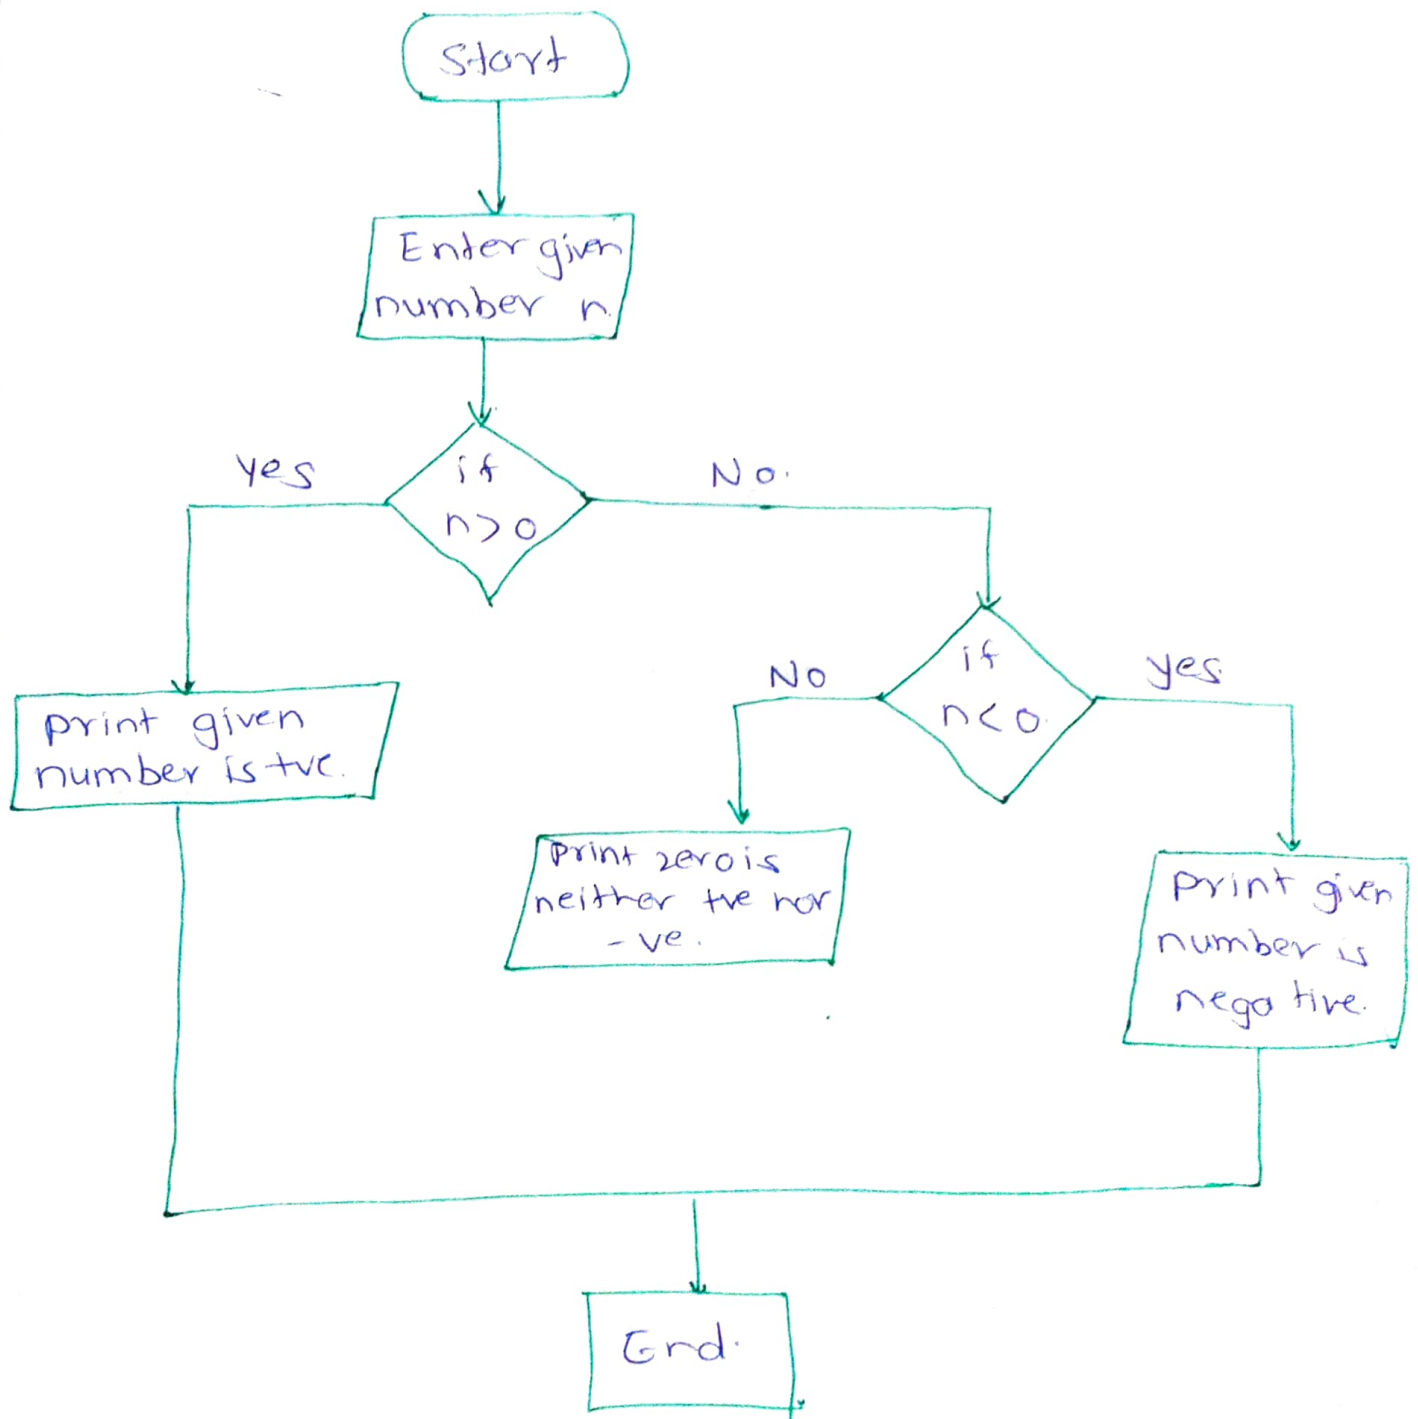 Start
Enter given
number n.
if
n>0
yes
No.
print given
number is +ve.
if
n<0.
No
yes.
print zero is
neither +ve nor
-ve.
print given
number is
negative.
End.